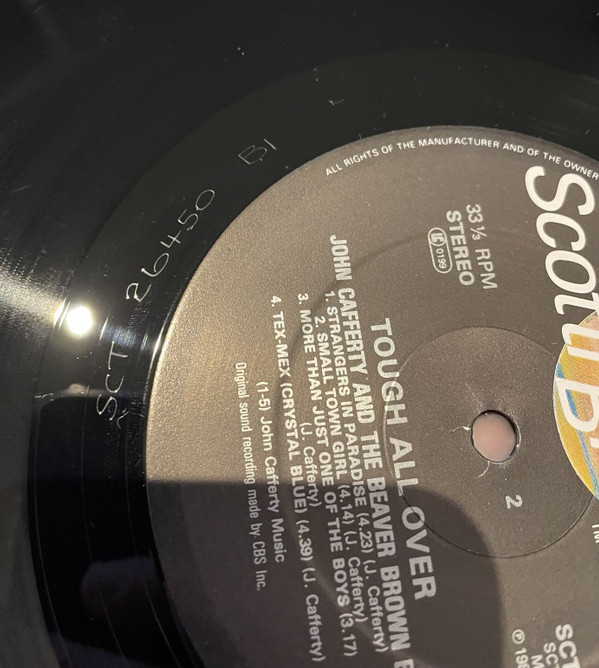 ALL RIGHTS OF THE MANUFACTURER AND OF THE OWNER
33⅓ RPM
STEREO
LC 0199
TOUGH ALL OVER
JOHN CAFFERTY AND THE BEAVER BROWN
1. STRANGERS IN PARADISE (4.23) (J. Cafferty)
2. SMALL TOWN GIRL (4.14) (J. Cafferty)
3. MORE THAN JUST ONE OF THE BOYS (3.17)
(J. Cafferty)
4. TEX-MEX (CRYSTAL BLUE) (4.39) (J. Cafferty)
(1-5) John Cafferty Music
Original sound recording made by CBS Inc.
2
SCT
SCT 26450 B1